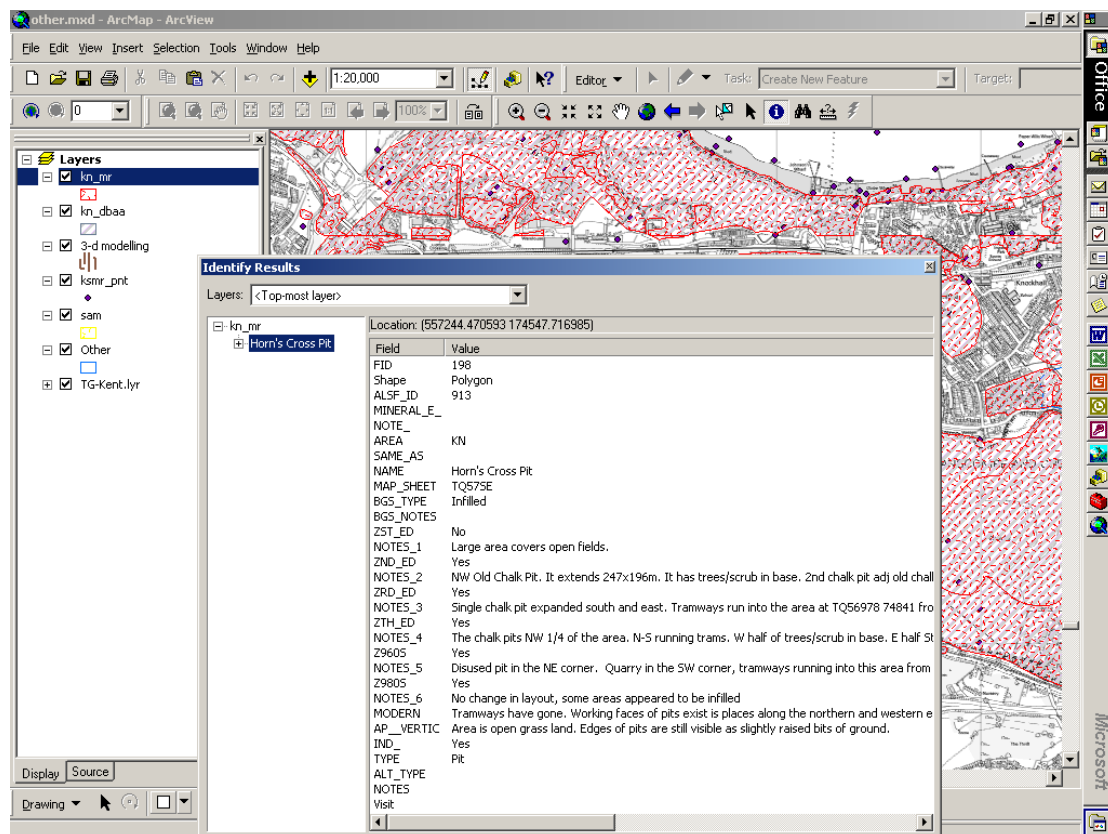 other.mxd - ArcMap - ArcView
File Edit View Insert Selection Tools Window Help
1:20,000 Editor Task: Create New Feature Target:
0 100%
Office
Layers
kn_mr
kn_dbaa
3-d modelling
ksmr_pnt
sam
Other
TG-Kent.lyr
Display Source
Drawing
Knockhall
Identify Results
Layers: <Top-most layer>
kn_mr
Horn's Cross Pit
Location: (557244.470593 174547.716985)
Field Value
FID 198
Shape Polygon
ALSF_ID 913
MINERAL_E_
NOTE_
AREA KN
SAME_AS
NAME Horn's Cross Pit
MAP_SHEET TQ57SE
BGS_TYPE Infilled
BGS_NOTES
ZST_ED No
NOTES_1 Large area covers open fields.
ZND_ED Yes
NOTES_2 NW Old Chalk Pit. It extends 247x196m. It has trees/scrub in base. 2nd chalk pit adj old chall
ZRD_ED Yes
NOTES_3 Single chalk pit expanded south and east. Tramways run into the area at TQ56978 74841 fro
ZTH_ED Yes
NOTES_4 The chalk pits NW 1/4 of the area. N-S running trams. W half of trees/scrub in base. E half St
Z960S Yes
NOTES_5 Disused pit in the NE corner. Quarry in the SW corner, tramways running into this area from
Z980S Yes
NOTES_6 No change in layout, some areas appeared to be infilled
MODERN Tramways have gone. Working faces of pits exist is places along the northern and western e
AP__VERTIC Area is open grass land. Edges of pits are still visible as slightly raised bits of ground.
IND_ Yes
TYPE Pit
ALT_TYPE
NOTES
Visit
Microsoft